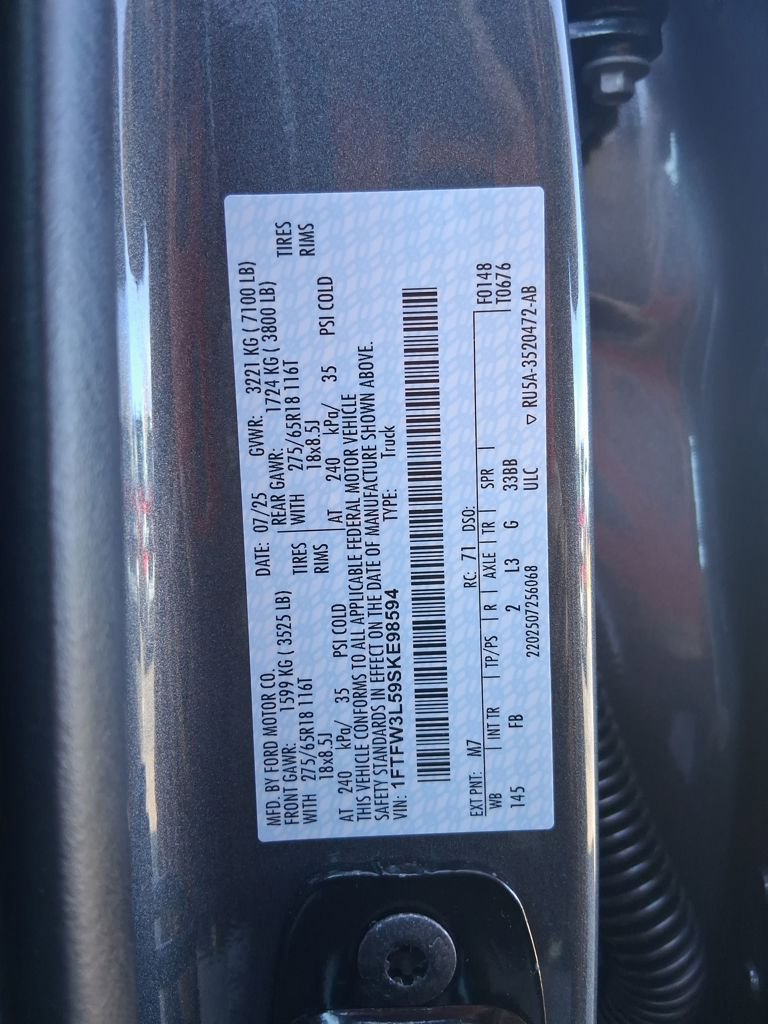 MFD. BY FORD MOTOR CO. DATE: 07/25 GVWR: 3221 KG ( 7100 LB)
FRONT GAWR: 1599 KG ( 3525 LB) REAR GAWR: 1724 KG ( 3800 LB)
WITH 275/65R18 116T TIRES WITH 275/65R18 116T TIRES
18x8.5J RIMS 18x8.5J RIMS
AT 240 kPa/ 35 PSI COLD AT 240 kPa/ 35 PSI COLD
THIS VEHICLE CONFORMS TO ALL APPLICABLE FEDERAL MOTOR VEHICLE
SAFETY STANDARDS IN EFFECT ON THE DATE OF MANUFACTURE SHOWN ABOVE.
VIN: 1FTFW3L59SKE98594 TYPE: Truck
EXT PNT: M7 RC: 71 DSO: F0148
WB INT TR TP/PS R AXLE TR SPR T0676
145 FB 2 L3 G 33BB
2202507256068 ULC ▽ RU5A-3520472-AB